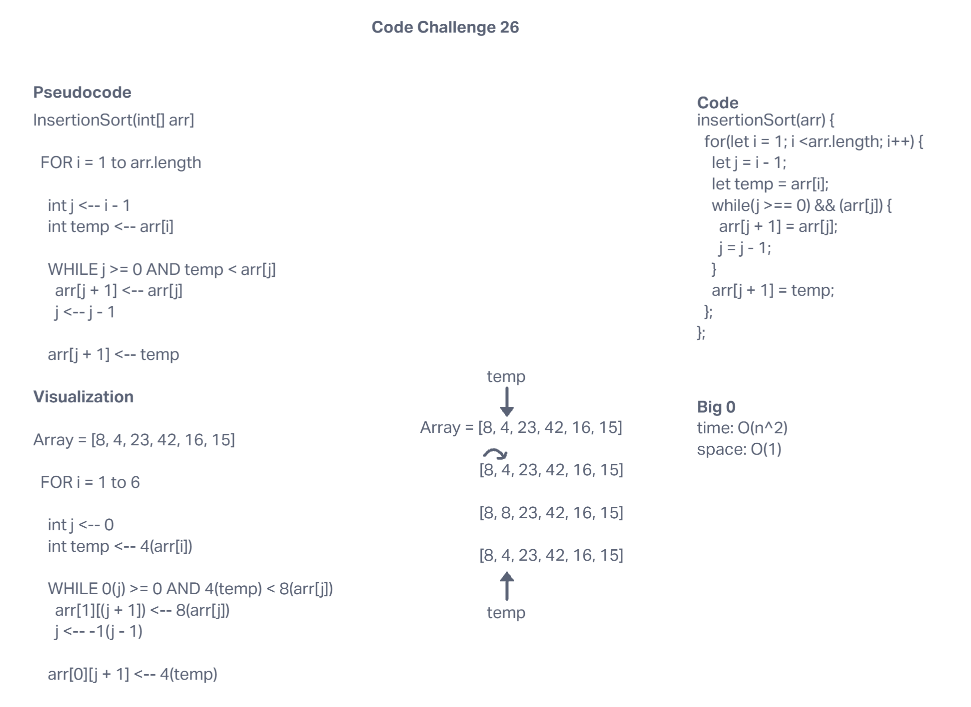 Code Challenge 26
Pseudocode
InsertionSort(int[] arr]
FOR i = 1 to arr.length
int j <-- i - 1
int temp <-- arr[i]
WHILE j >= 0 AND temp < arr[j]
arr[j + 1] <-- arr[j]
j <-- j - 1
arr[j + 1] <-- temp
Visualization
Array = [8, 4, 23, 42, 16, 15]
FOR i = 1 to 6
int j <-- 0
int temp <-- 4(arr[i])
WHILE 0(j) >= 0 AND 4(temp) < 8(arr[j])
arr[1][(j + 1]) <-- 8(arr[j])
j <-- -1(j - 1)
arr[0][j + 1] <-- 4(temp)
temp
Array = [8, 4, 23, 42, 16, 15]
[8, 4, 23, 42, 16, 15]
[8, 8, 23, 42, 16, 15]
[8, 4, 23, 42, 16, 15]
temp
Code
insertionSort(arr) {
for(let i = 1; i <arr.length; i++) {
let j = i - 1;
let temp = arr[i];
while(j >== 0) && (arr[j]) {
arr[j + 1] = arr[j];
j = j - 1;
}
arr[j + 1] = temp;
};
};
Big 0
time: O(n^2)
space: O(1)